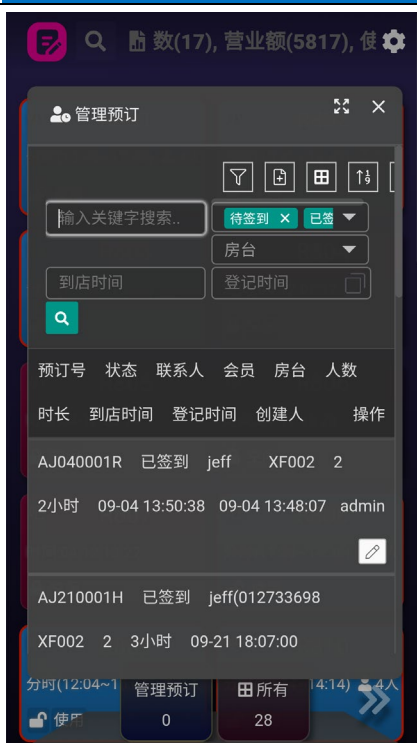 数(17), 营业额(5817), 使
管理预订
输入关键字搜索..
待签到 × 已签
房台
到店时间
登记时间
预订号 状态 联系人 会员 房台 人数
时长 到店时间 登记时间 创建人 操作
AJ040001R 已签到 jeff XF002 2
2小时 09-04 13:50:38 09-04 13:48:07 admin
AJ210001H 已签到 jeff(012733698
XF002 2 3小时 09-21 18:07:00
分时(12:04~1
4:14) 4人
使用
管理预订
0
所有
28